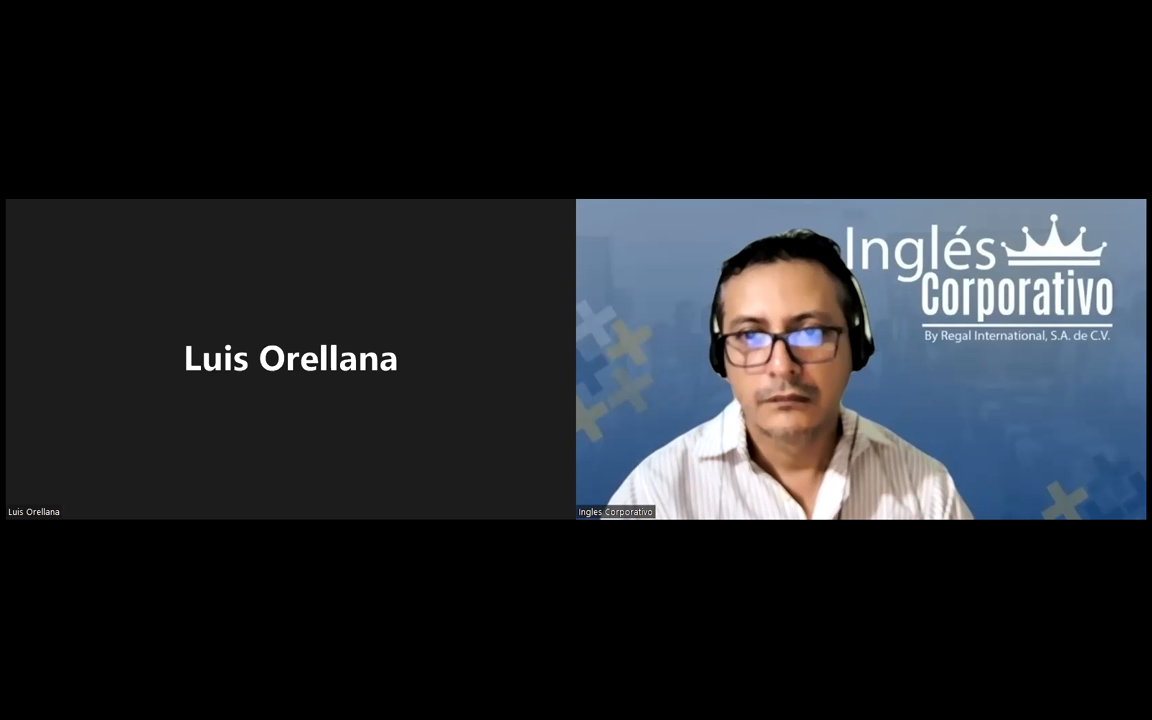 Luis Orellana
Luis Orellana
Inglés
Corporativo
By Regal International, S.A. de C.V.
Ingles Corporativo